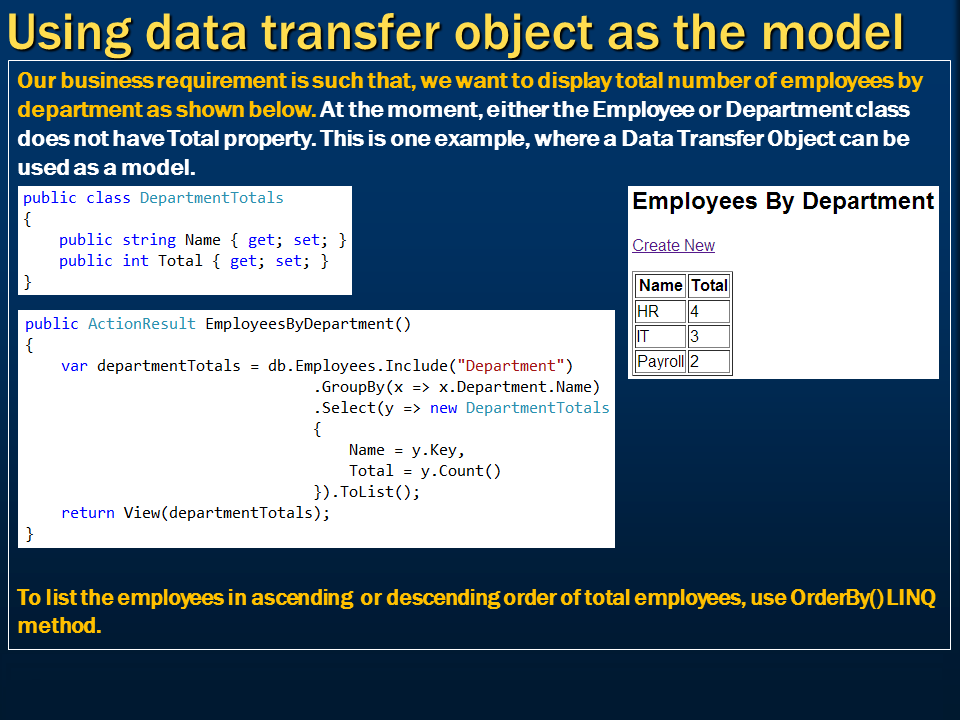 Using data transfer object as the model
Our business requirement is such that, we want to display total number of employees by
department as shown below. At the moment, either the Employee or Department class
does not have Total property. This is one example, where a Data Transfer Object can be
used as a model.
public class DepartmentTotals
{
    public string Name { get; set; }
    public int Total { get; set; }
}
Employees By Department
Create New
Name Total
HR 4
IT 3
Payroll 2
public ActionResult EmployeesByDepartment()
{
    var departmentTotals = db.Employees.Include("Department")
                                .GroupBy(x => x.Department.Name)
                                .Select(y => new DepartmentTotals
                                {
                                    Name = y.Key,
                                    Total = y.Count()
                                }).ToList();
    return View(departmentTotals);
}
To list the employees in ascending or descending order of total employees, use OrderBy() LINQ
method.